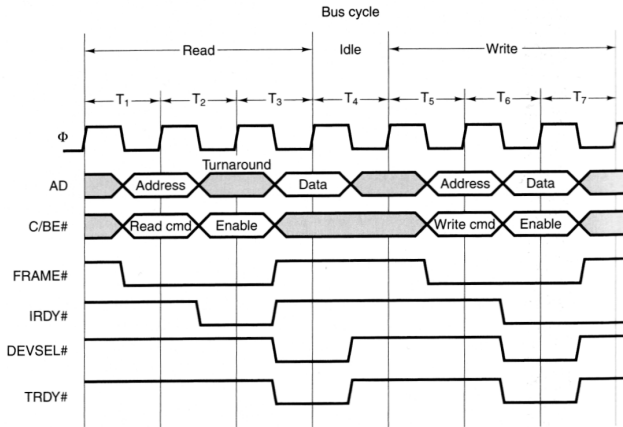 Bus cycle
Read Idle Write
T1 T2 T3 T4 T5 T6 T7
Φ
Turnaround
AD Address Data Address Data
C/BE# Read cmd Enable Write cmd Enable
FRAME#
IRDY#
DEVSEL#
TRDY#